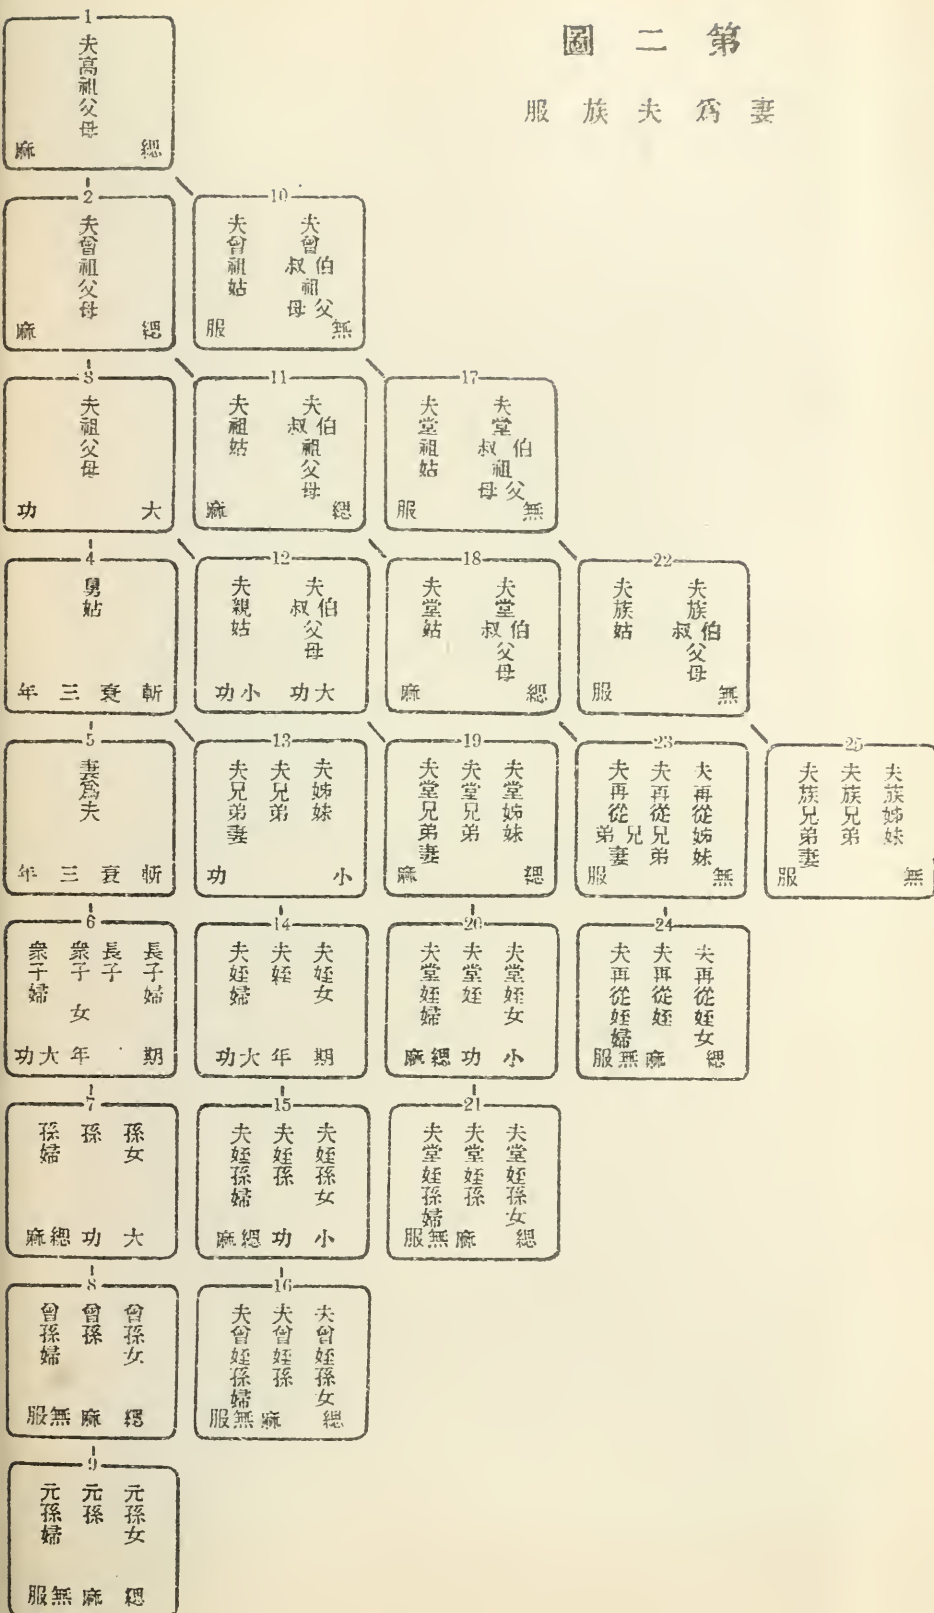 第二圖
妻為夫族服
1
夫高祖父母
緦麻
2
夫曾祖父母
緦麻
3
夫祖父母
大功
4
舅姑
斬衰三年
5
妻為夫
斬衰三年
6
長子婦
長子
衆子女
衆子婦
期年
大功
7
孫女
孫
孫婦
大功
緦麻
8
曾孫女
曾孫
曾孫婦
緦麻
無服
9
元孫女
元孫
元孫婦
緦麻
無服
10
夫曾伯叔祖父母
夫曾祖姑
無服
11
夫伯叔祖父母
夫祖姑
緦麻
12
夫伯叔父母
夫親姑
大功
小功
13
夫姊妹
夫兄弟
夫兄弟妻
小功
14
夫姪女
夫姪
夫姪婦
期年
大功
15
夫姪孫女
夫姪孫
夫姪孫婦
小功
緦麻
16
夫曾姪孫女
夫曾姪孫
夫曾姪孫婦
緦麻
無服
17
夫堂伯叔祖父母
夫堂祖姑
無服
18
夫堂伯叔父母
夫堂姑
緦麻
19
夫堂姊妹
夫堂兄弟
夫堂兄弟妻
緦麻
20
夫堂姪女
夫堂姪
夫堂姪婦
小功
緦麻
21
夫堂姪孫女
夫堂姪孫
夫堂姪孫婦
緦麻
無服
22
夫族伯叔父母
夫族姑
無服
23
夫再從姊妹
夫再從兄弟
夫再從兄弟妻
無服
24
夫再從姪女
夫再從姪
夫再從姪婦
緦麻
無服
25
夫族姊妹
夫族兄弟
夫族兄弟妻
無服